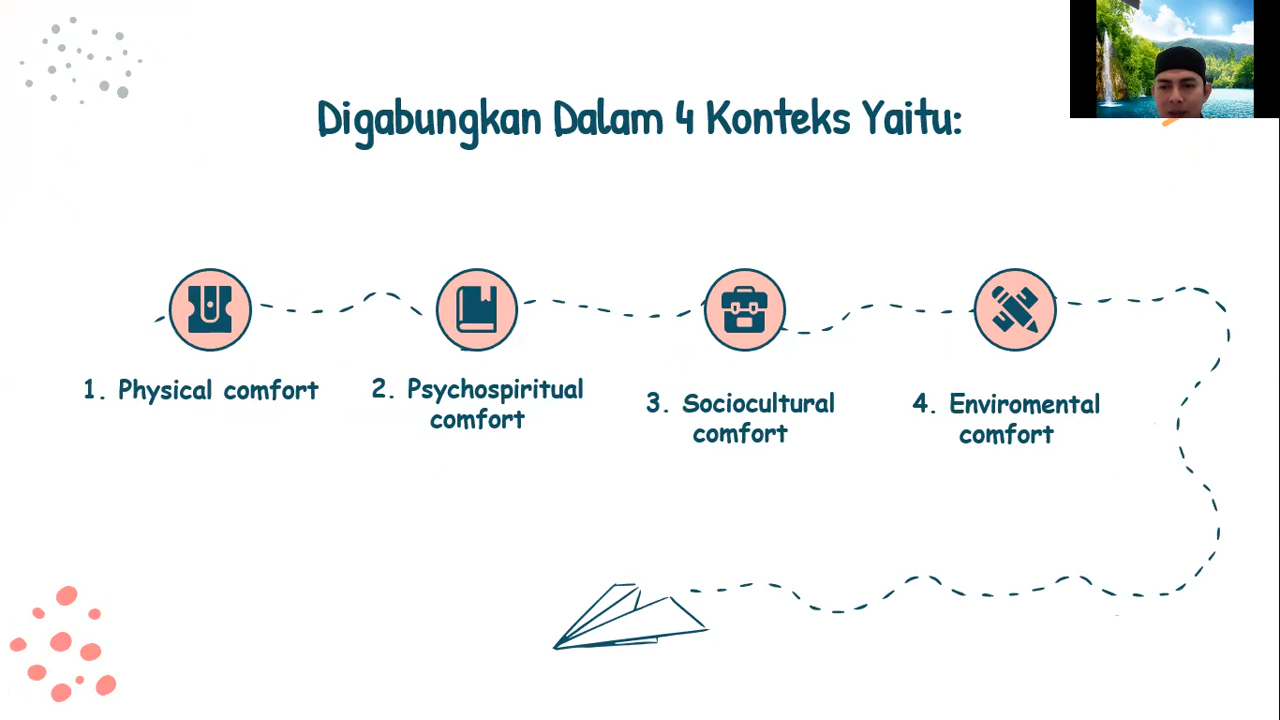 Digabungkan Dalam 4 Konteks Yaitu:
1. Physical comfort
2. Psychospiritual
comfort
3. Sociocultural
comfort
4. Enviromental
comfort